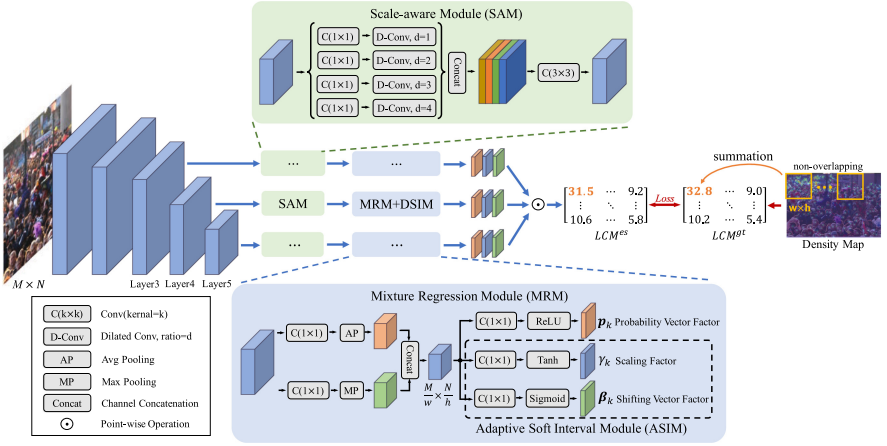 Scale-aware Module (SAM)
C(1×1) D-Conv, d=1
C(1×1) D-Conv, d=2
C(1×1) D-Conv, d=3
C(1×1) D-Conv, d=4
Concat
C(3×3)
...
...
SAM
MRM+DSIM
...
...
summation
non-overlapping
w×h
Density Map
31.5 ... 9.2
⋮ ⋱ ⋮
10.6 ... 5.8
LCM^es
Loss
32.8 ... 9.0
⋮ ⋱ ⋮
10.2 ... 5.4
LCM^gt
M × N
Layer3 Layer4 Layer5
C(k×k) Conv(kernal=k)
D-Conv Dilated Conv, ratio=d
AP Avg Pooling
MP Max Pooling
Concat Channel Concatenation
⊙ Point-wise Operation
Mixture Regression Module (MRM)
C(1×1) AP
C(1×1) MP
Concat
M/w × N/h
C(1×1) ReLU p_k Probability Vector Factor
C(1×1) Tanh γ_k Scaling Factor
C(1×1) Sigmoid β_k Shifting Vector Factor
Adaptive Soft Interval Module (ASIM)